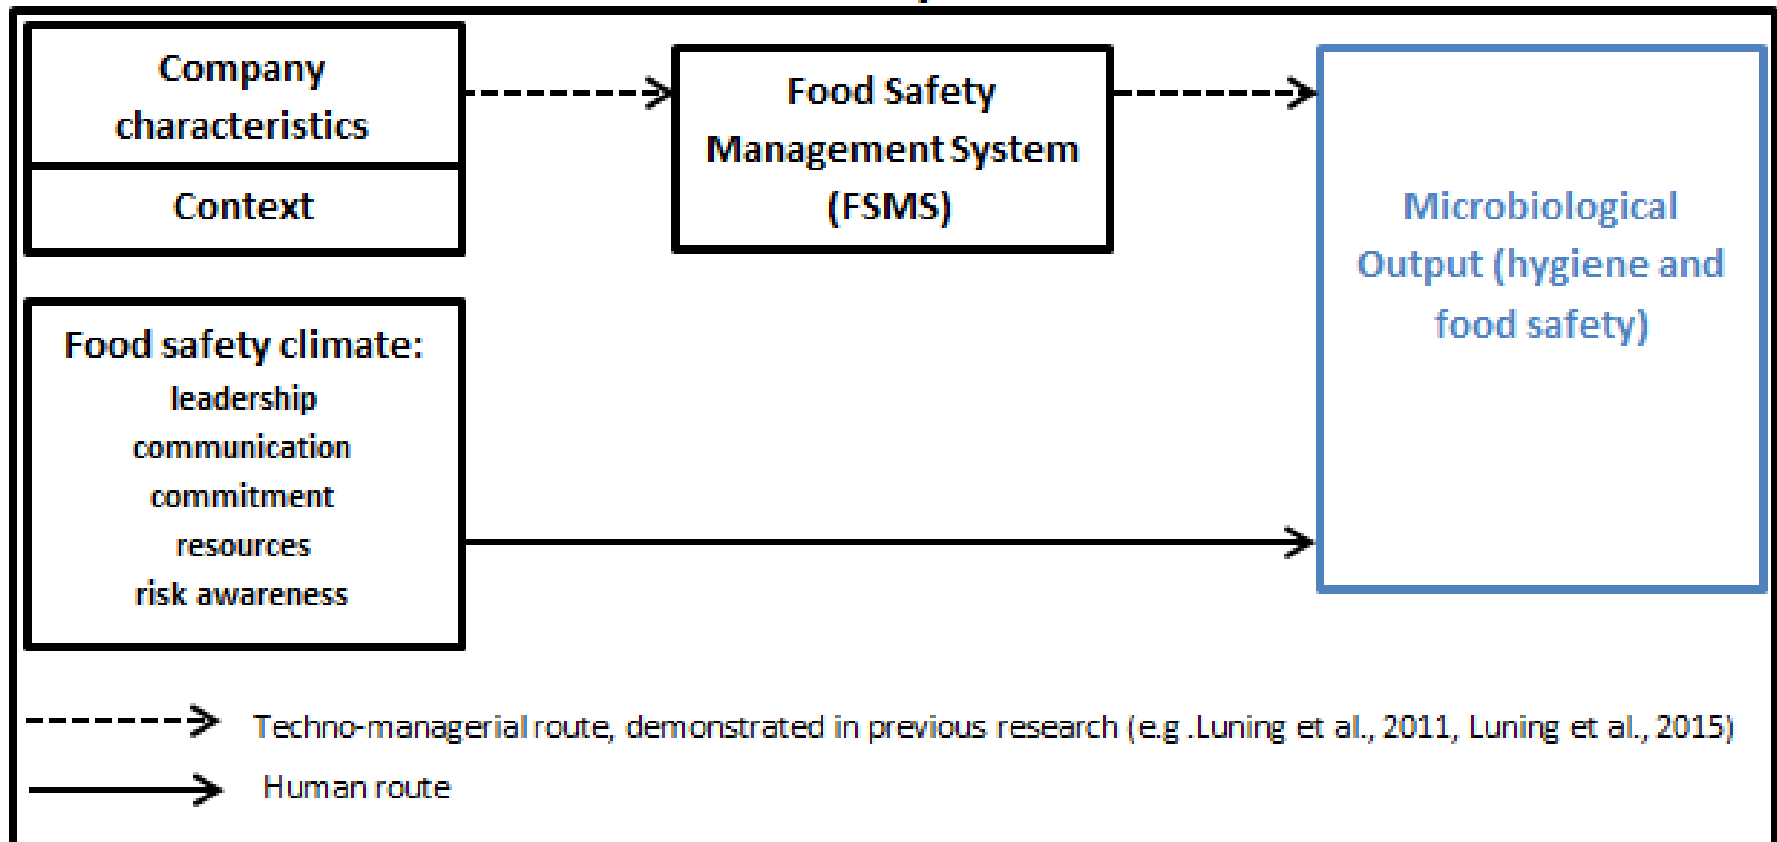 Company
characteristics
Context
Food Safety
Management System
(FSMS)
Microbiological
Output (hygiene and
food safety)
Food safety climate:
leadership
communication
commitment
resources
risk awareness
Techno-managerial route, demonstrated in previous research (e.g .Luning et al., 2011, Luning et al., 2015)
Human route